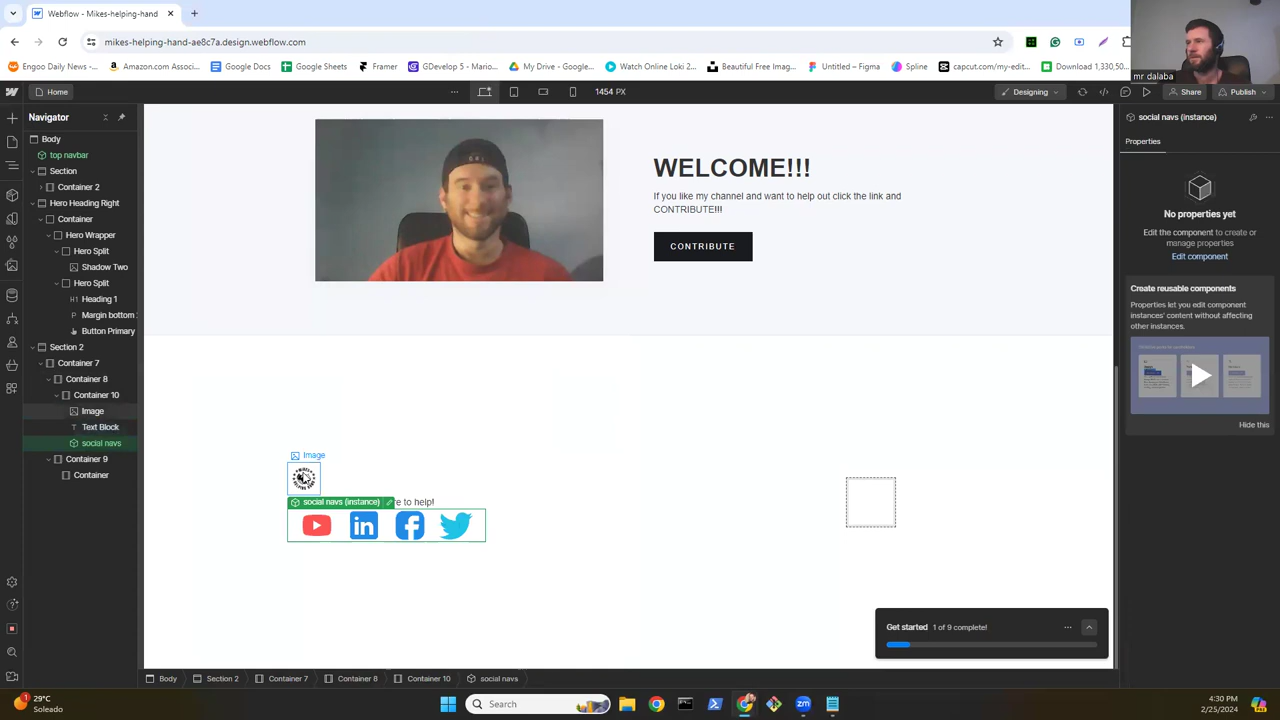 Webflow - Mikes-helping-hand
mikes-helping-hand-ae8c7a.design.webflow.com
Engoo Daily News -...
Amazon.com Associ...
Google Docs
Google Sheets
Framer
GDevelop 5 - Mario...
My Drive - Google...
Watch Online Loki 2...
Beautiful Free Imag...
Untitled – Figma
Spline
capcut.com/my-edit...
Download 1,330,50...
mr dalaba
Home
1454 PX
Designing
Share
Publish
Navigator
Body
top navbar
Section
Container 2
Hero Heading Right
Container
Hero Wrapper
Hero Split
Shadow Two
Hero Split
H1 Heading 1
P Margin bottom
Button Primary
Section 2
Container 7
Container 8
Container 10
Image
T Text Block
social navs
Container 9
Container
WELCOME!!!
If you like my channel and want to help out click the link and
CONTRIBUTE!!!
CONTRIBUTE
Image
social navs (instance)
re to help!
in
Get started 1 of 9 complete!
social navs (instance)
Properties
No properties yet
Edit the component to create or
manage properties
Edit component
Create reusable components
Properties let you edit component
instances' content without affecting
other instances.
Hide this
Body
Section 2
Container 7
Container 8
Container 10
social navs
29°C
Soleado
Search
4:30 PM
2/25/2024